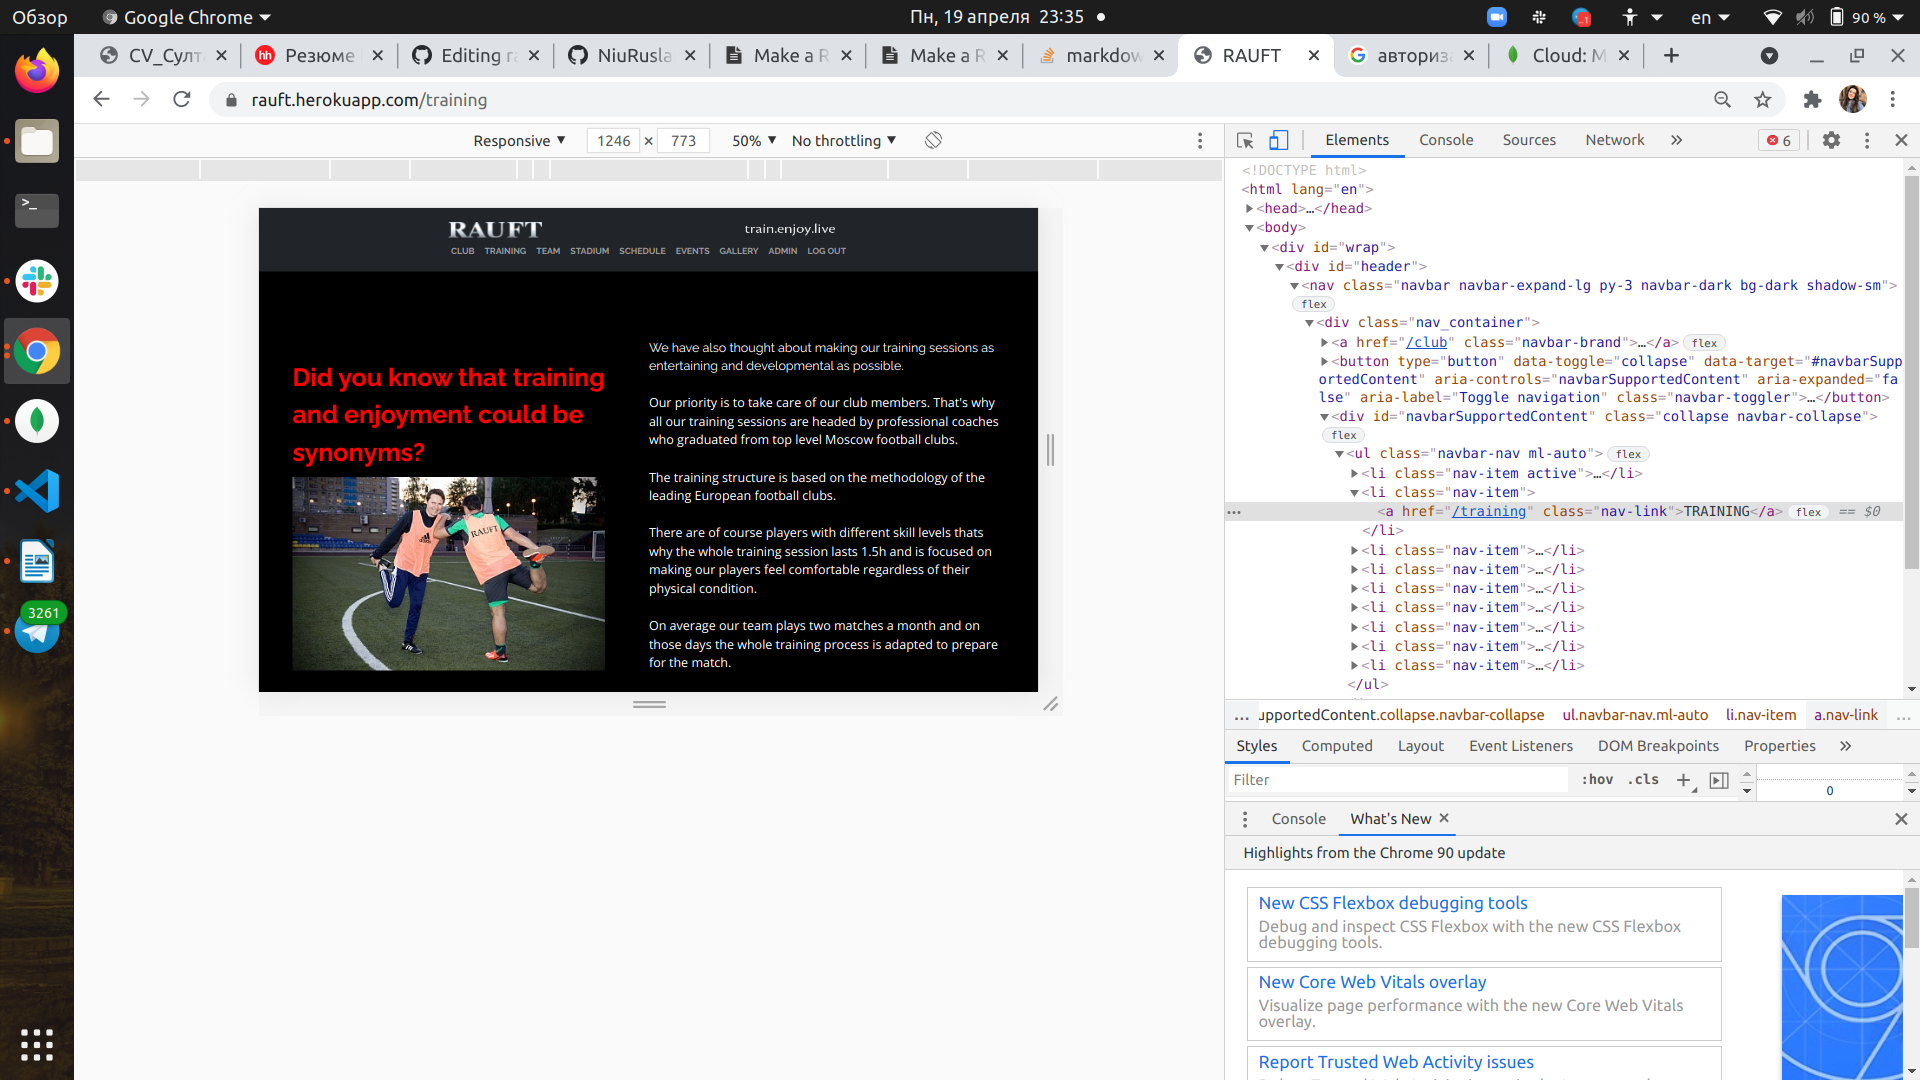 Обзор
Google Chrome
Пн, 19 апреля 23:35
en
90 %
CV_Султ
Резюме
Editing ra
NiuRusla
Make a R
Make a R
markdow
RAUFT
авториза
Cloud: M
rauft.herokuapp.com/training
Responsive
1246 × 773
50%
No throttling
Elements
Console
Sources
Network
6
RAUFT
train.enjoy.live
CLUB TRAINING TEAM STADIUM SCHEDULE EVENTS GALLERY ADMIN LOG OUT
Did you know that training
and enjoyment could be
synonyms?
RAUFT
We have also thought about making our training sessions as
entertaining and developmental as possible.
Our priority is to take care of our club members. That's why
all our training sessions are headed by professional coaches
who graduated from top level Moscow football clubs.
The training structure is based on the methodology of the
leading European football clubs.
There are of course players with different skill levels thats
why the whole training session lasts 1.5h and is focused on
making our players feel comfortable regardless of their
physical condition.
On average our team plays two matches a month and on
those days the whole training process is adapted to prepare
for the match.
<!DOCTYPE html>
<html lang="en">
<head>…</head>
<body>
<div id="wrap">
<div id="header">
<nav class="navbar navbar-expand-lg py-3 navbar-dark bg-dark shadow-sm">
flex
<div class="nav_container">
<a href="/club" class="navbar-brand">…</a> flex
<button type="button" data-toggle="collapse" data-target="#navbarSupp
ortedContent" aria-controls="navbarSupportedContent" aria-expanded="fa
lse" aria-label="Toggle navigation" class="navbar-toggler">…</button>
<div id="navbarSupportedContent" class="collapse navbar-collapse">
flex
<ul class="navbar-nav ml-auto"> flex
<li class="nav-item active">…</li>
<li class="nav-item">
<a href="/training" class="nav-link">TRAINING</a> flex == $0
</li>
<li class="nav-item">…</li>
<li class="nav-item">…</li>
<li class="nav-item">…</li>
<li class="nav-item">…</li>
<li class="nav-item">…</li>
<li class="nav-item">…</li>
<li class="nav-item">…</li>
</ul>
… upportedContent.collapse.navbar-collapse ul.navbar-nav.ml-auto li.nav-item a.nav-link …
Styles Computed Layout Event Listeners DOM Breakpoints Properties
Filter
:hov .cls
0
Console
What's New
Highlights from the Chrome 90 update
New CSS Flexbox debugging tools
Debug and inspect CSS Flexbox with the new CSS Flexbox
debugging tools.
New Core Web Vitals overlay
Visualize page performance with the new Core Web Vitals
overlay.
Report Trusted Web Activity issues
3261